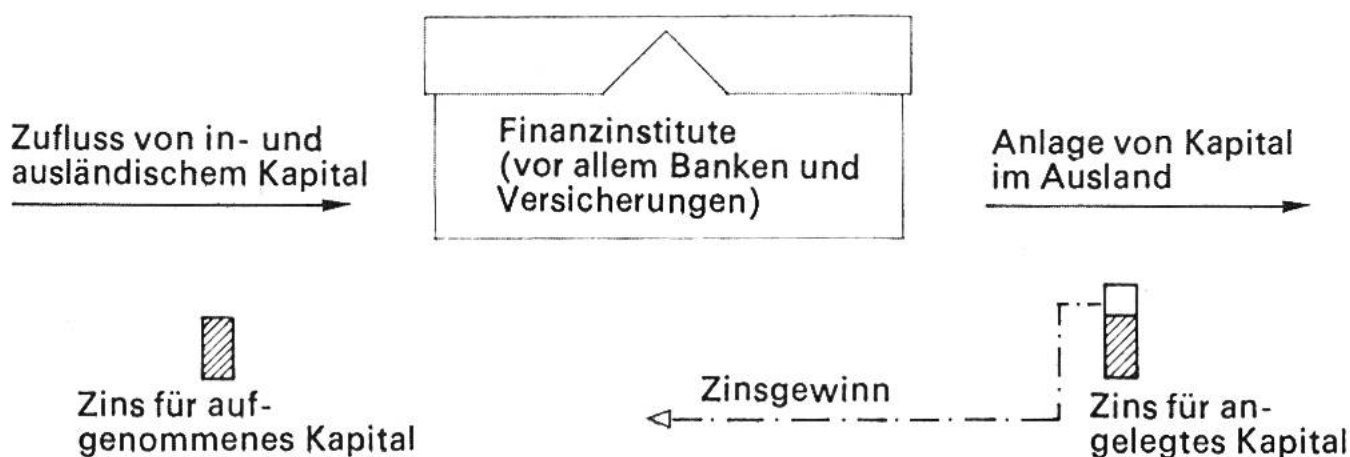 Zufluss von in- und
ausländischem Kapital
Finanzinstitute
(vor allem Banken und
Versicherungen)
Anlage von Kapital
im Ausland
Zins für auf-
genommenes Kapital
Zinsgewinn
Zins für an-
gelegtes Kapital